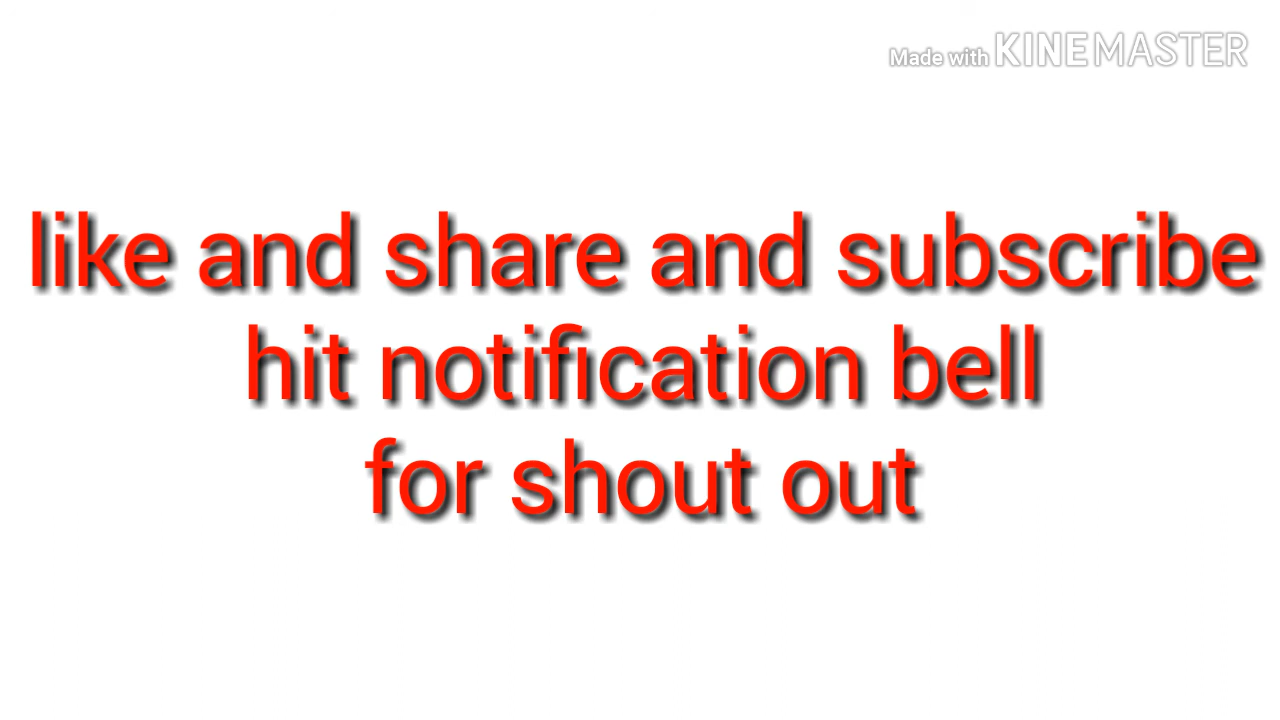 Made with KINEMASTER
like and share and subscribe
hit notification bell
for shout out